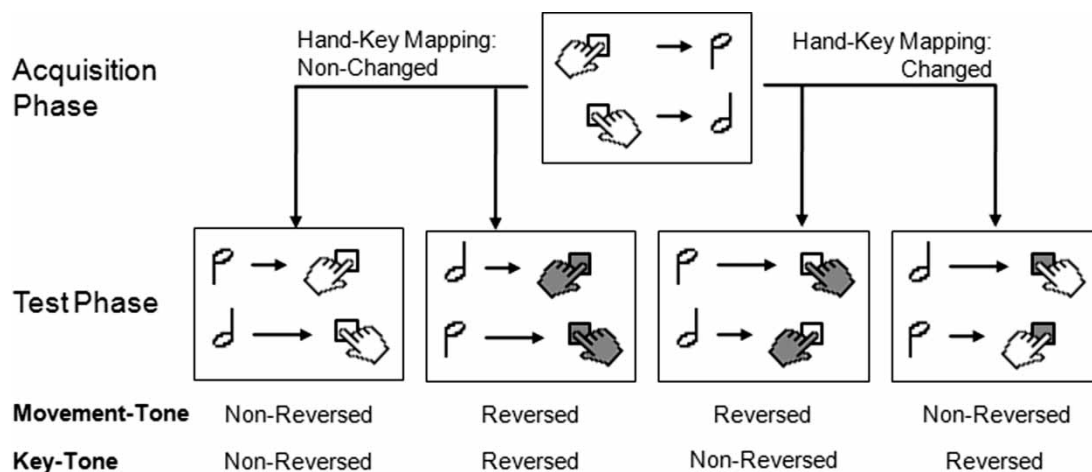 Acquisition
Phase
Hand-Key Mapping:
Non-Changed
Hand-Key Mapping:
Changed
Test Phase
Movement-Tone Non-Reversed Reversed Reversed Non-Reversed
Key-Tone Non-Reversed Reversed Non-Reversed Reversed